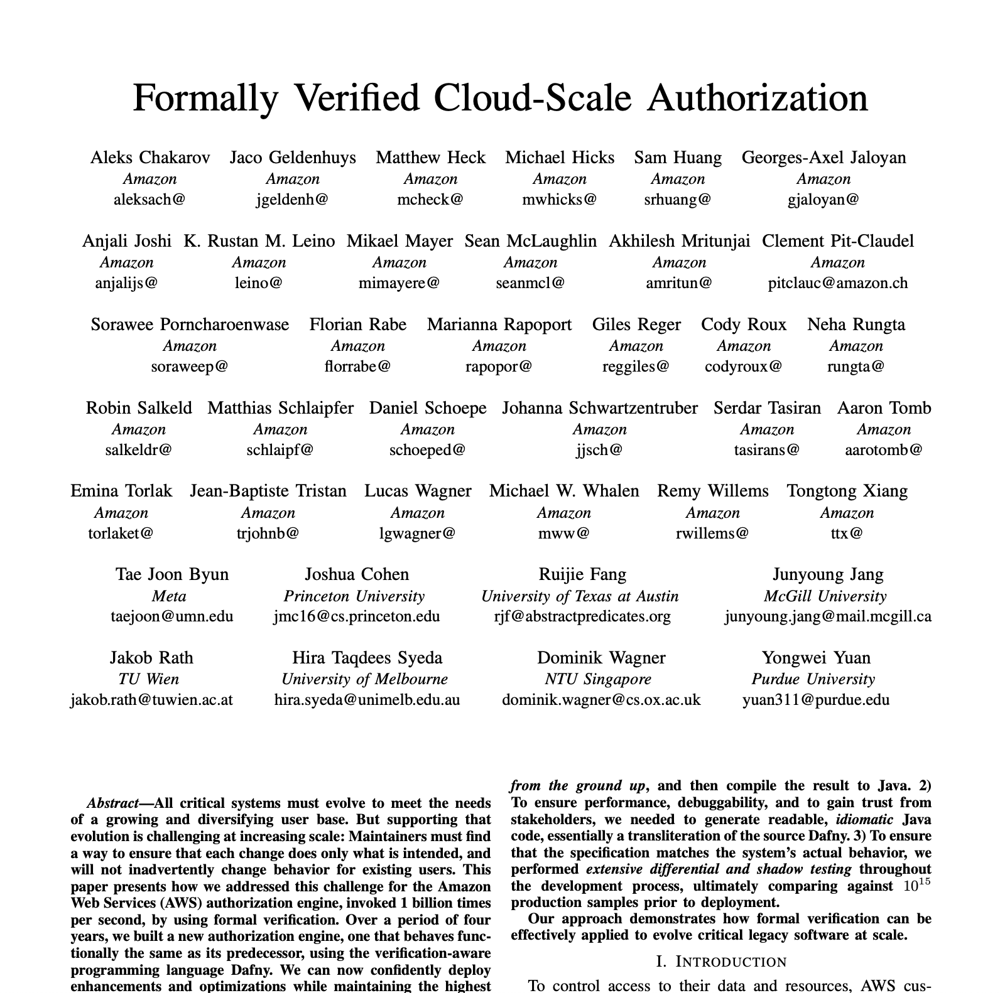 Formally Verified Cloud-Scale Authorization
Aleks Chakarov Jaco Geldenhuys Matthew Heck Michael Hicks Sam Huang Georges-Axel Jaloyan
Amazon Amazon Amazon Amazon Amazon Amazon
aleksach@ jgeldenh@ mcheck@ mwhicks@ srhuang@ gjaloyan@
Anjali Joshi K. Rustan M. Leino Mikael Mayer Sean McLaughlin Akhilesh Mritunjai Clement Pit-Claudel
Amazon Amazon Amazon Amazon Amazon Amazon
anjalijs@ leino@ mimayere@ seanmcl@ amritun@ pitclauc@amazon.ch
Sorawee Porncharoenwase Florian Rabe Marianna Rapoport Giles Reger Cody Roux Neha Rungta
Amazon Amazon Amazon Amazon Amazon Amazon
soraweep@ florrabe@ rapopor@ reggiles@ codyroux@ rungta@
Robin Salkeld Matthias Schlaipfer Daniel Schoepe Johanna Schwartzentruber Serdar Tasiran Aaron Tomb
Amazon Amazon Amazon Amazon Amazon Amazon
salkeldr@ schlaipf@ schoeped@ jjsch@ tasirans@ aarotomb@
Emina Torlak Jean-Baptiste Tristan Lucas Wagner Michael W. Whalen Remy Willems Tongtong Xiang
Amazon Amazon Amazon Amazon Amazon Amazon
torlaket@ trjohnb@ lgwagner@ mww@ rwillems@ ttx@
Tae Joon Byun Joshua Cohen Ruijie Fang Junyoung Jang
Meta Princeton University University of Texas at Austin McGill University
taejoon@umn.edu jmc16@cs.princeton.edu rjf@abstractpredicates.org junyoung.jang@mail.mcgill.ca
Jakob Rath Hira Taqdees Syeda Dominik Wagner Yongwei Yuan
TU Wien University of Melbourne NTU Singapore Purdue University
jakob.rath@tuwien.ac.at hira.syeda@unimelb.edu.au dominik.wagner@cs.ox.ac.uk yuan311@purdue.edu
Abstract—All critical systems must evolve to meet the needs
of a growing and diversifying user base. But supporting that
evolution is challenging at increasing scale: Maintainers must find
a way to ensure that each change does only what is intended, and
will not inadvertently change behavior for existing users. This
paper presents how we addressed this challenge for the Amazon
Web Services (AWS) authorization engine, invoked 1 billion times
per second, by using formal verification. Over a period of four
years, we built a new authorization engine, one that behaves func-
tionally the same as its predecessor, using the verification-aware
programming language Dafny. We can now confidently deploy
enhancements and optimizations while maintaining the highest
from the ground up, and then compile the result to Java. 2)
To ensure performance, debuggability, and to gain trust from
stakeholders, we needed to generate readable, idiomatic Java
code, essentially a transliteration of the source Dafny. 3) To ensure
that the specification matches the system's actual behavior, we
performed extensive differential and shadow testing throughout
the development process, ultimately comparing against 10¹⁵
production samples prior to deployment.
Our approach demonstrates how formal verification can be
effectively applied to evolve critical legacy software at scale.
I. INTRODUCTION
To control access to their data and resources, AWS cus-